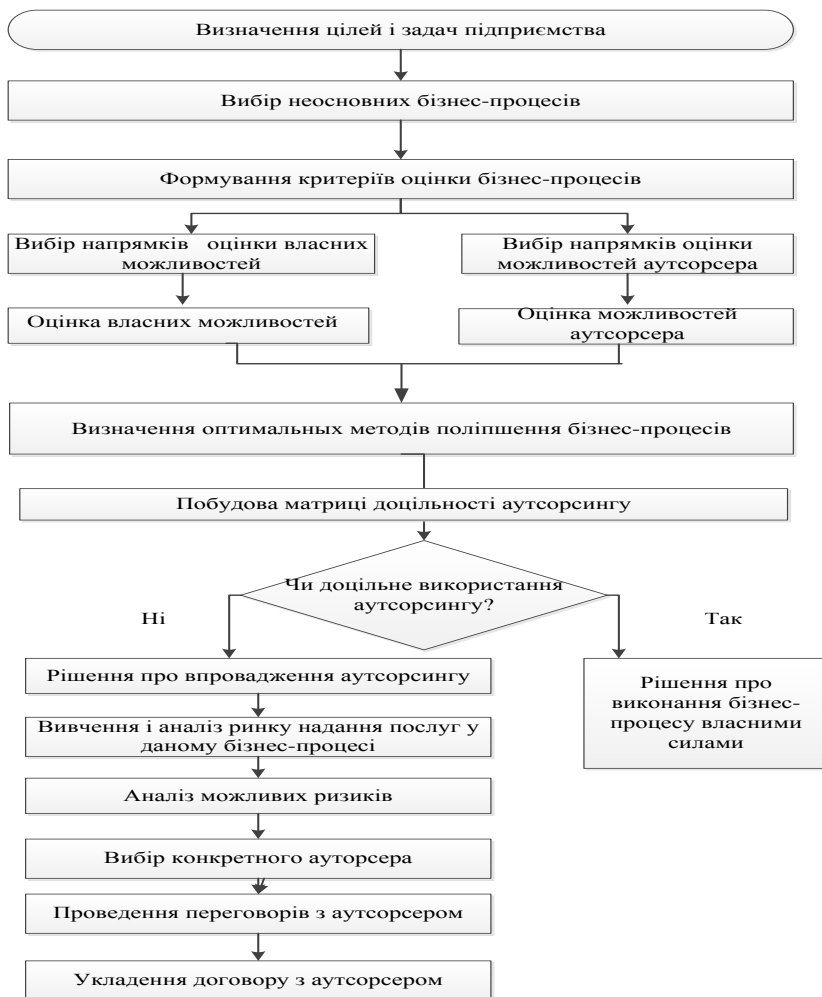 Визначення цілей і задач підприємства
Вибір неосновних бізнес-процесів
Формування критеріїв оцінки бізнес-процесів
Вибір напрямків оцінки власних
можливостей
Вибір напрямків оцінки
можливостей аутсорсера
Оцінка власних можливостей
Оцінка можливостей
аутсорсера
Визначення оптимальных методів поліпшення бізнес-процесів
Побудова матриці доцільності аутсорсингу
Чи доцільне використання
аутсорсингу?
Ні
Так
Рішення про впровадження аутсорсингу
Рішення про
виконання бізнес-
процесу власними
силами
Вивчення і аналіз ринку надання послуг у
даному бізнес-процесі
Аналіз можливих ризиків
Вибір конкретного ауторсера
Проведення переговорів з аутсорсером
Укладення договору з аутсорсером